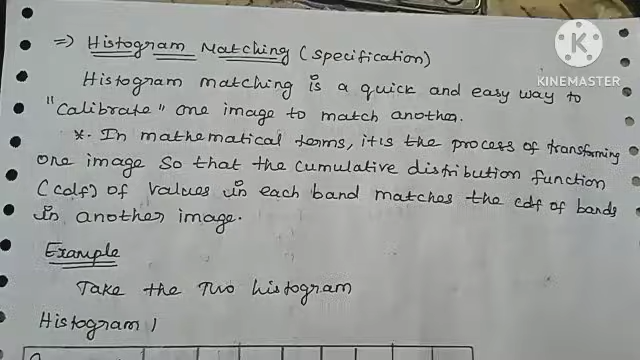 => Histogram Matching (Specification)
Histogram matching is a quick and easy way to
"Calibrate" one image to match another.
*. In mathematical terms, it is the process of transforming
one image so that the cumulative distribution function
(cdf) of values in each band matches the cdf of bands
in another image.
Example
Take the Two histogram
Histogram 1
K
KINEMASTER